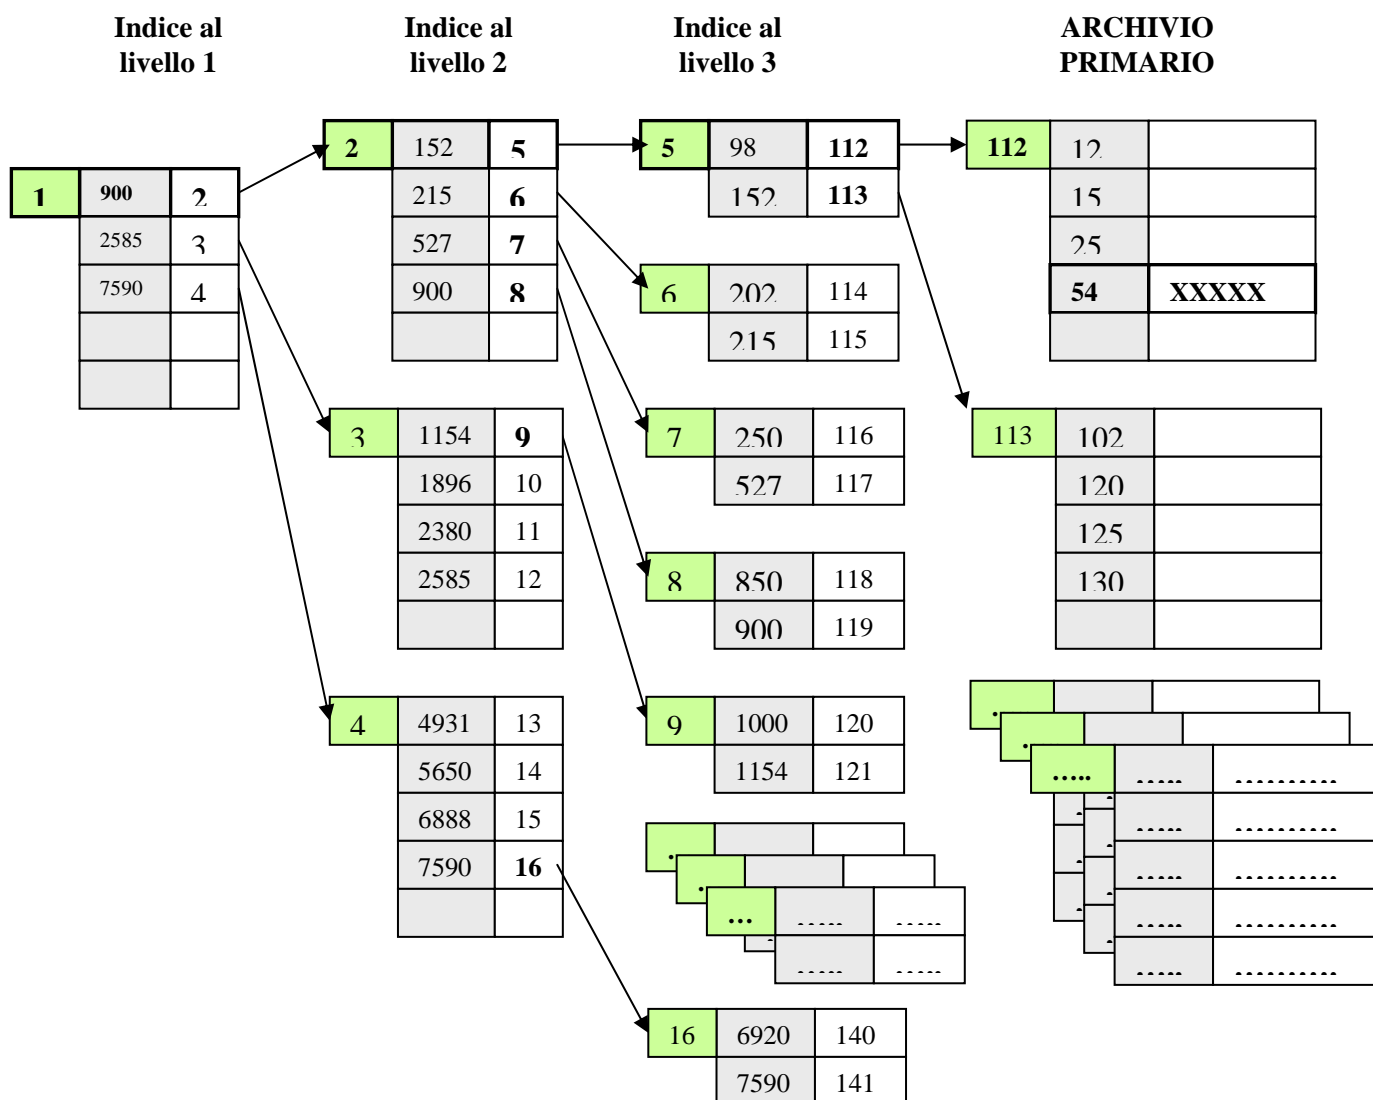 Indice al
livello 1
Indice al
livello 2
Indice al
livello 3
ARCHIVIO
PRIMARIO
1 900 2
2585 3
7590 4
2 152 5
215 6
527 7
900 8
3 1154 9
1896 10
2380 11
2585 12
4 4931 13
5650 14
6888 15
7590 16
5 98 112
152 113
6 202 114
215 115
7 250 116
527 117
8 850 118
900 119
9 1000 120
1154 121
... ..... .....
..... .....
16 6920 140
7590 141
112 12
15
25
54 XXXXX
113 102
120
125
130
..... ..... ..........
..... ..........
..... ..........
..... ..........
..... ..........